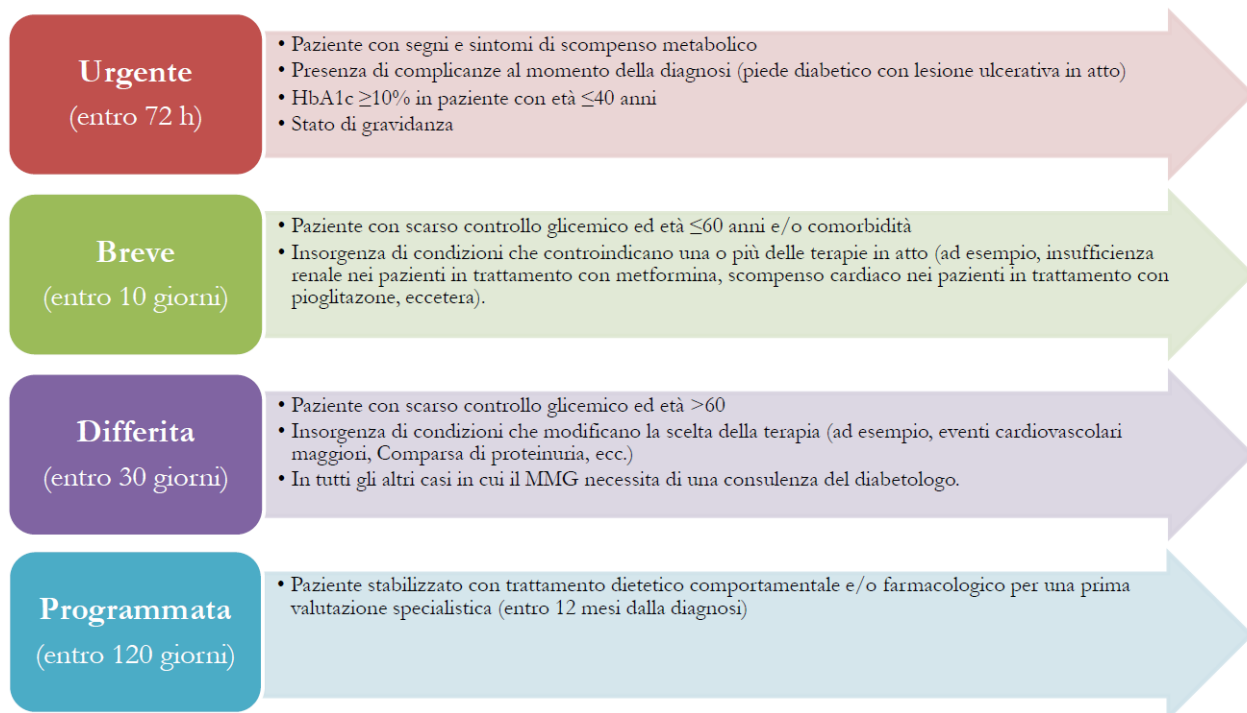 Urgente
(entro 72 h)
• Paziente con segni e sintomi di scompenso metabolico
• Presenza di complicanze al momento della diagnosi (piede diabetico con lesione ulcerativa in atto)
• HbA1c ≥10% in paziente con età ≤40 anni
• Stato di gravidanza
Breve
(entro 10 giorni)
• Paziente con scarso controllo glicemico ed età ≤60 anni e/o comorbidità
• Insorgenza di condizioni che controindicano una o più delle terapie in atto (ad esempio, insufficienza
renale nei pazienti in trattamento con metformina, scompenso cardiaco nei pazienti in trattamento con
pioglitazone, eccetera).
Differita
(entro 30 giorni)
• Paziente con scarso controllo glicemico ed età >60
• Insorgenza di condizioni che modificano la scelta della terapia (ad esempio, eventi cardiovascolari
maggiori, Comparsa di proteinuria, ecc.)
• In tutti gli altri casi in cui il MMG necessita di una consulenza del diabetologo.
Programmata
(entro 120 giorni)
• Paziente stabilizzato con trattamento dietetico comportamentale e/o farmacologico per una prima
valutazione specialistica (entro 12 mesi dalla diagnosi)